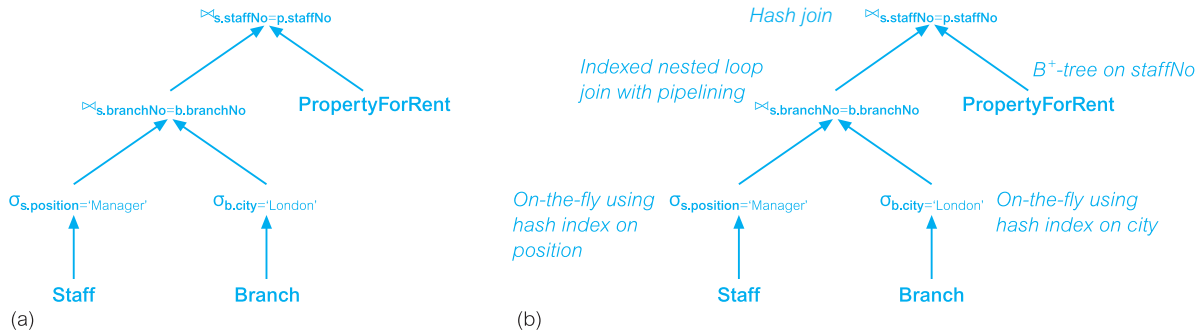 ⋈s.staffNo=p.staffNo
PropertyForRent
⋈s.branchNo=b.branchNo
σs.position=‘Manager’
σb.city=‘London’
Staff
Branch
(a)
Hash join
⋈s.staffNo=p.staffNo
Indexed nested loop
join with pipelining
B+-tree on staffNo
PropertyForRent
⋈s.branchNo=b.branchNo
On-the-fly using
hash index on
position
σs.position=‘Manager’
σb.city=‘London’
On-the-fly using
hash index on city
Staff
Branch
(b)